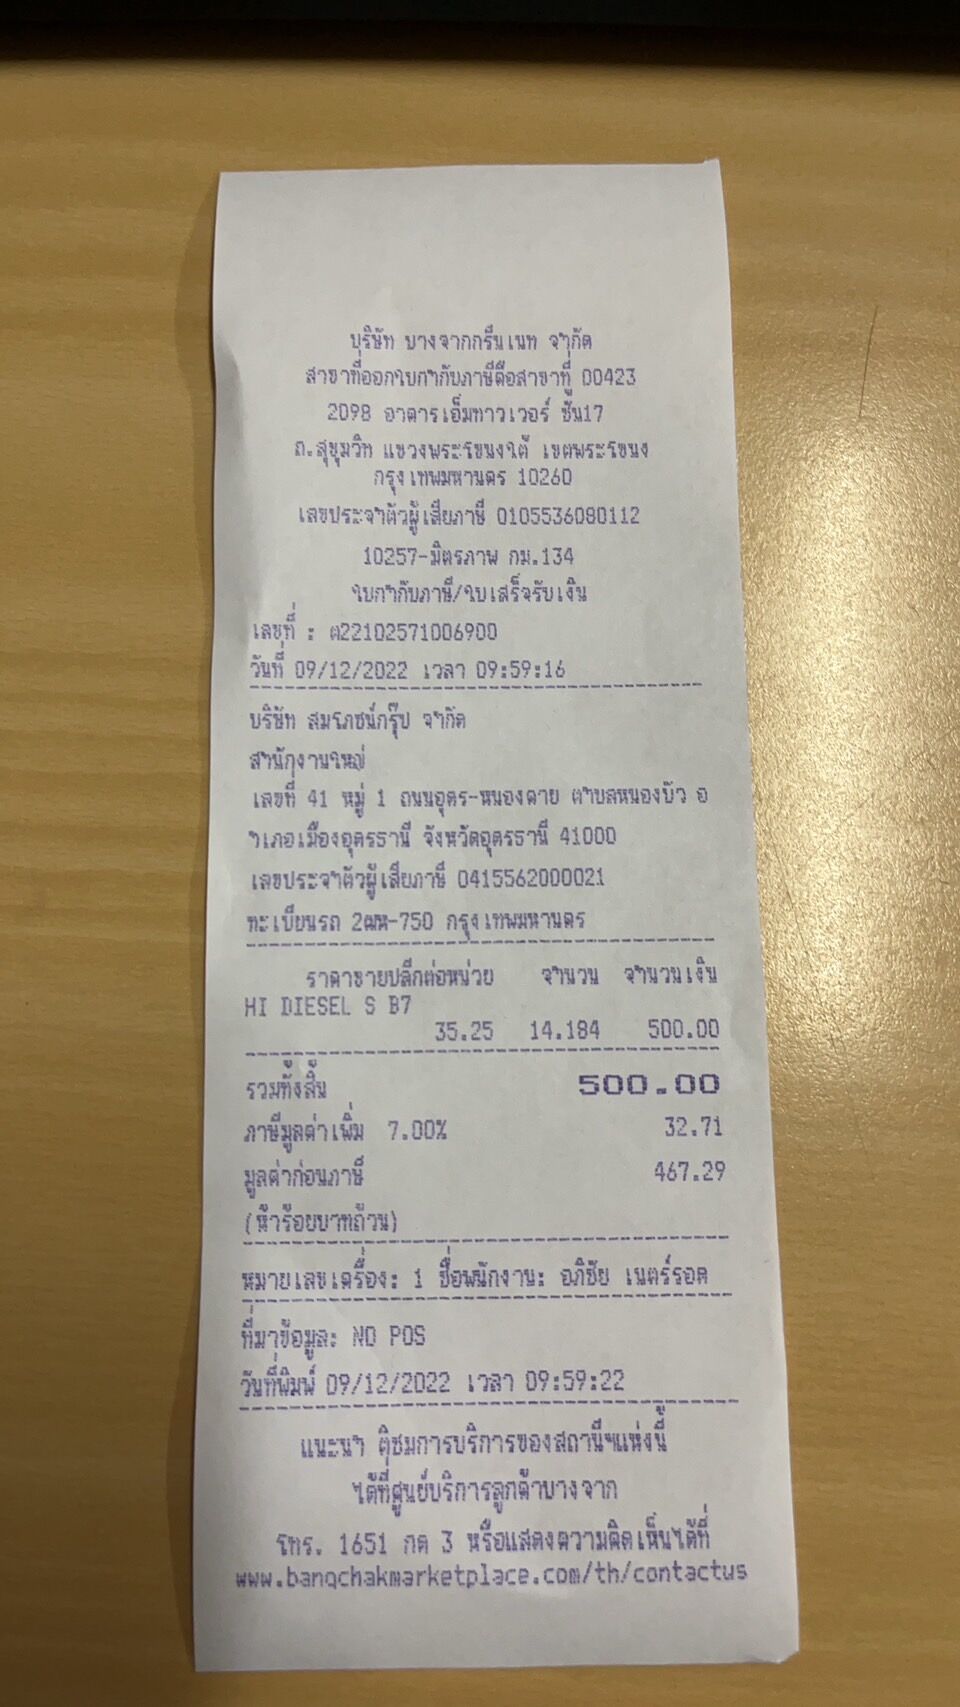 บริษัท บางจากกรีนเนท จำกัด
สาขาที่ออกใบกำกับภาษีคือสาขาที่ 00423
2098 อาคารเอ็มทาวเวอร์ ชั้น17
ถ.สุขุมวิท แขวงพระโขนงใต้ เขตพระโขนง
กรุงเทพมหานคร 10260
เลขประจำตัวผู้เสียภาษี 0105536080112
10257-มิตรภาพ กม.134
ใบกำกับภาษี/ใบเสร็จรับเงิน
เลขที่ : ต22102571006900
วันที่ 09/12/2022 เวลา 09:59:16
บริษัท สมโภชน์กรุ๊ป จำกัด
สำนักงานใหญ่
เลขที่ 41 หมู่ 1 ถนนอุดร-หนองคาย ตำบลหนองบัว อ
ำเภอเมืองอุดรธานี จังหวัดอุดรธานี 41000
เลขประจำตัวผู้เสียภาษี 0415562000021
ทะเบียนรถ 2ฒห-750 กรุงเทพมหานคร
ราคาขายปลีกต่อหน่วย จำนวน จำนวนเงิน
HI DIESEL S B7
35.25 14.184 500.00
รวมทั้งสิ้น 500.00
ภาษีมูลค่าเพิ่ม 7.00% 32.71
มูลค่าก่อนภาษี 467.29
(ห้าร้อยบาทถ้วน)
หมายเลขเครื่อง: 1 ชื่อพนักงาน: อภิชัย เนตร์รอด
ที่มาข้อมูล: NO POS
วันที่พิมพ์ 09/12/2022 เวลา 09:59:22
แนะนำ ติชมการบริการของสถานีฯแห่งนี้
ได้ที่ศูนย์บริการลูกค้าบางจาก
โทร. 1651 กด 3 หรือแสดงความคิดเห็นได้ที่
www.bangchakmarketplace.com/th/contactus